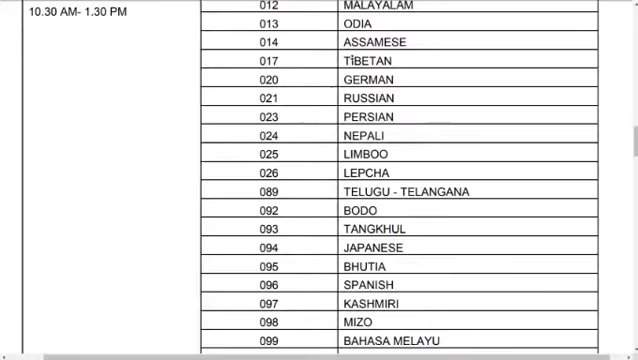 10.30 AM- 1.30 PM
012 MALAYALAM
013 ODIA
014 ASSAMESE
017 TIBETAN
020 GERMAN
021 RUSSIAN
023 PERSIAN
024 NEPALI
025 LIMBOO
026 LEPCHA
089 TELUGU - TELANGANA
092 BODO
093 TANGKHUL
094 JAPANESE
095 BHUTIA
096 SPANISH
097 KASHMIRI
098 MIZO
099 BAHASA MELAYU